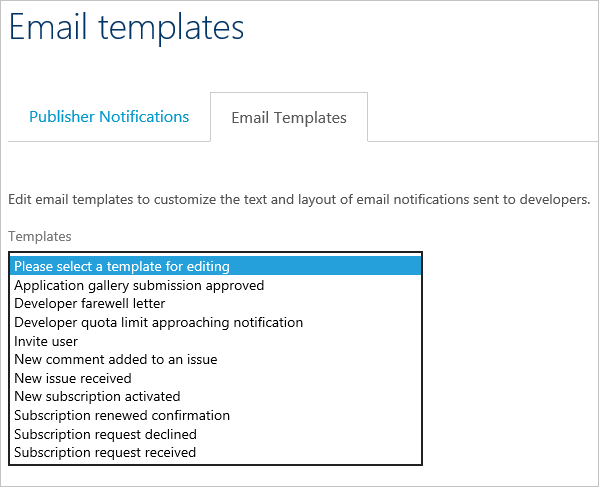 Email templates
Publisher Notifications
Email Templates
Edit email templates to customize the text and layout of email notifications sent to developers.
Templates
Please select a template for editing
Application gallery submission approved
Developer farewell letter
Developer quota limit approaching notification
Invite user
New comment added to an issue
New issue received
New subscription activated
Subscription renewed confirmation
Subscription request declined
Subscription request received